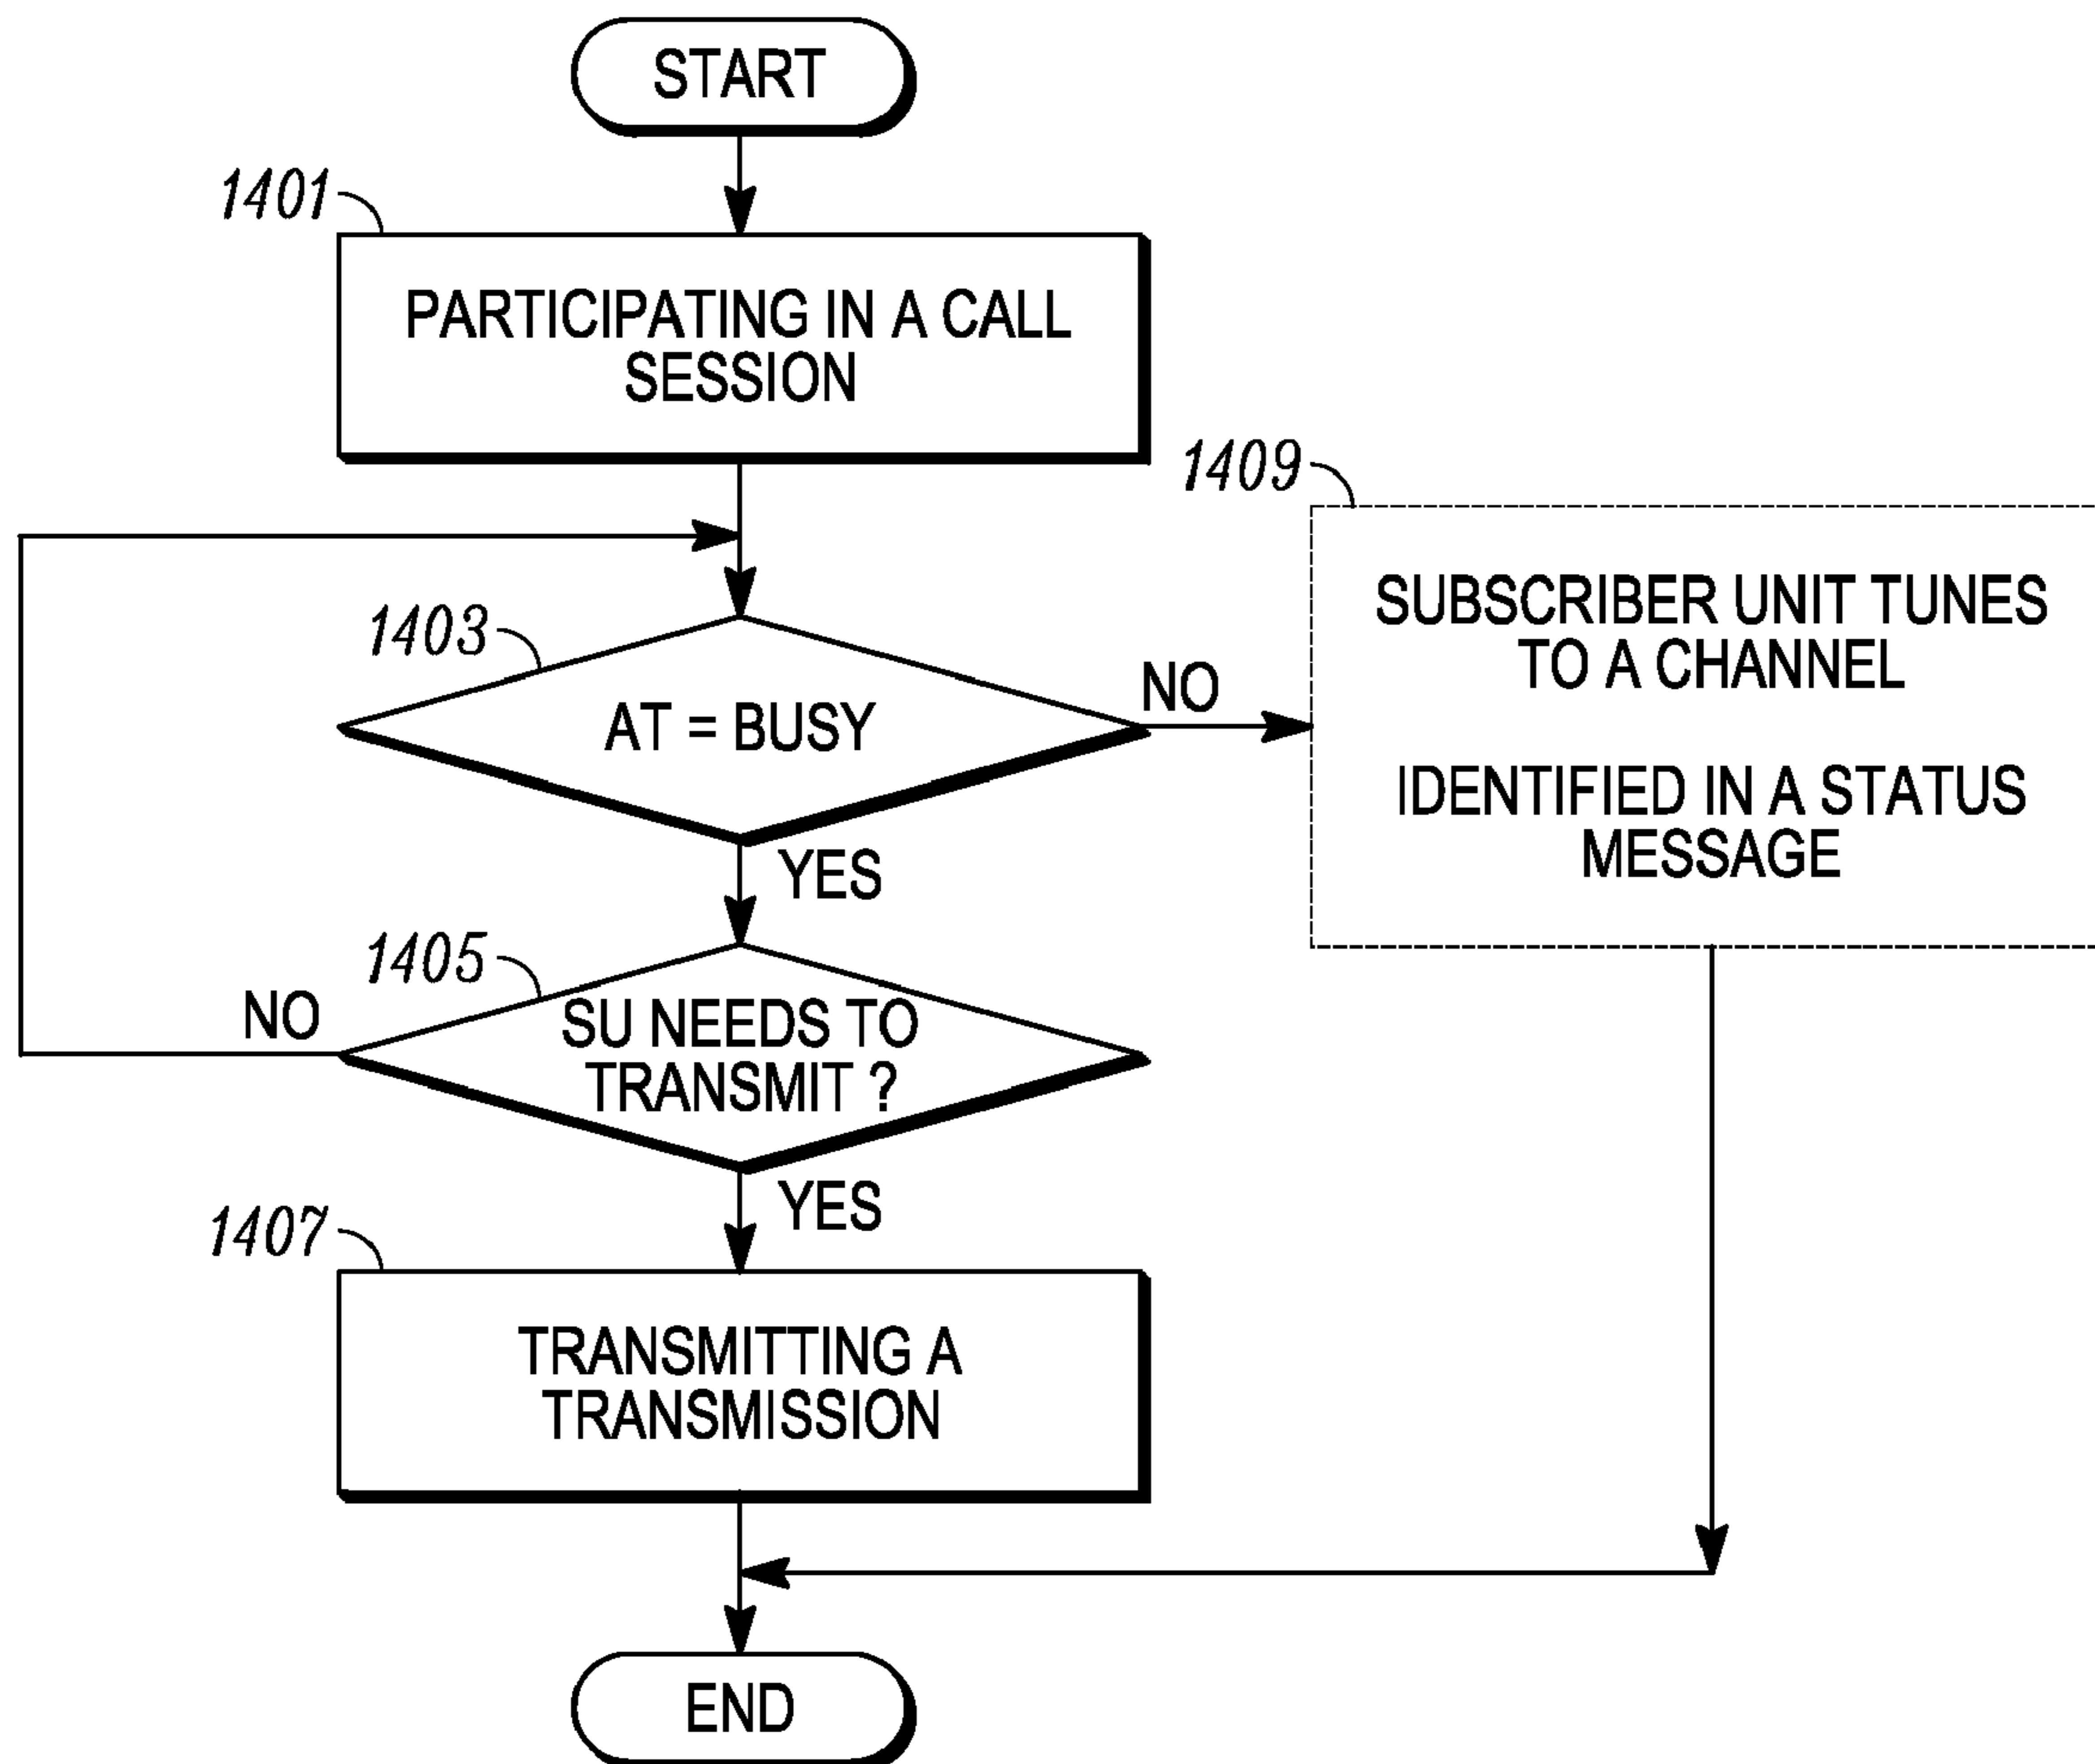 START
1401
PARTICIPATING IN A CALL
SESSION
1403
AT = BUSY
NO
1409
SUBSCRIBER UNIT TUNES
TO A CHANNEL
IDENTIFIED IN A STATUS
MESSAGE
YES
1405
NO
SU NEEDS TO
TRANSMIT ?
YES
1407
TRANSMITTING A
TRANSMISSION
END